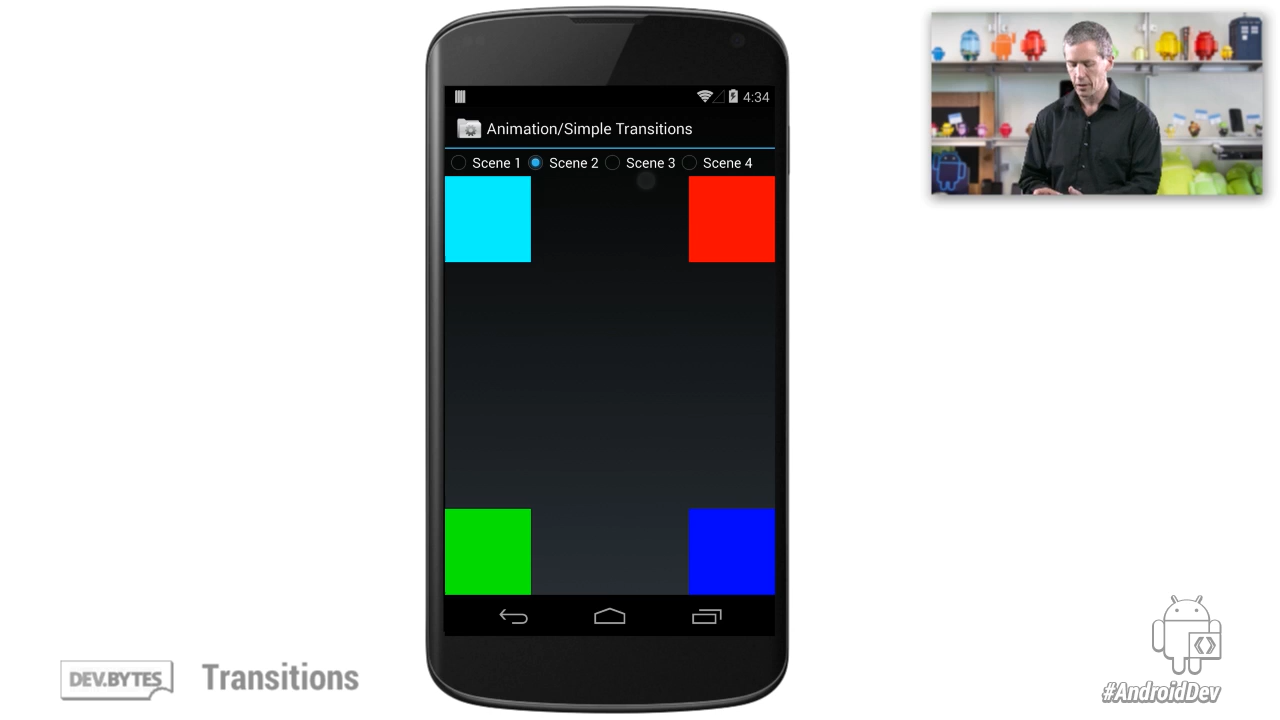 4:34
Animation/Simple Transitions
Scene 1 Scene 2 Scene 3 Scene 4
DEV.BYTES Transitions
#AndroidDev